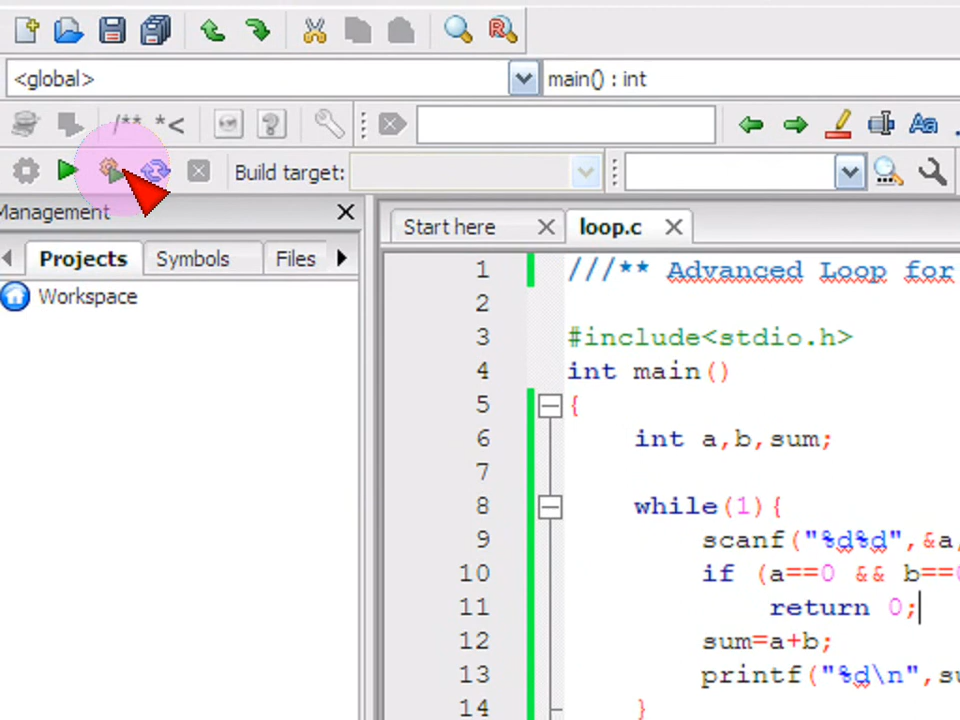 <global>
main() : int
/** *<
Build target:
Management
Projects Symbols Files
Workspace
Start here loop.c
1 ///** Advanced Loop for
2
3 #include<stdio.h>
4 int main()
5 {
6 int a,b,sum;
7
8 while(1){
9 scanf("%d%d",&a,
10 if (a==0 && b==0
11 return 0;
12 sum=a+b;
13 printf("%d\n",su
14 }